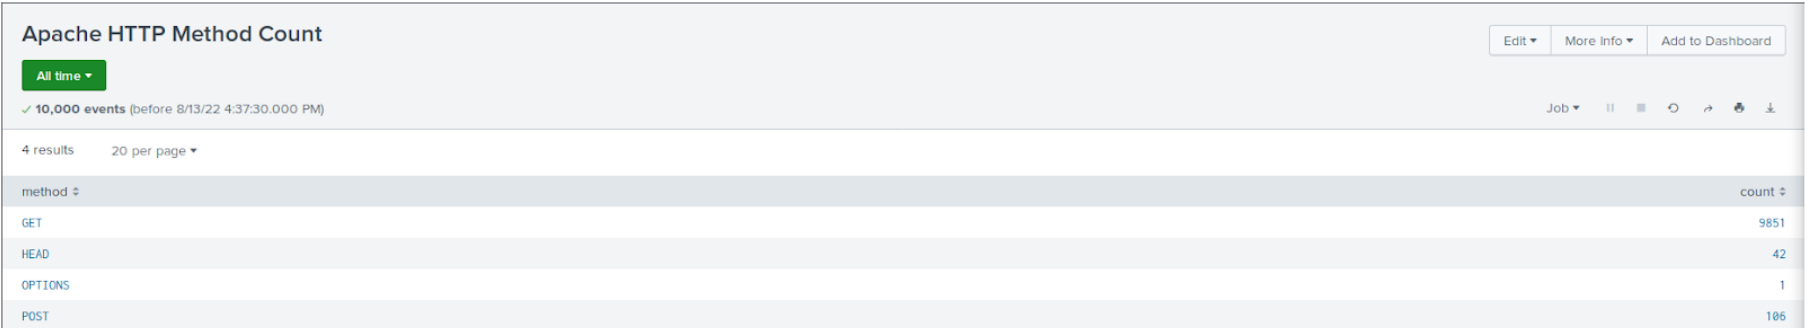 Apache HTTP Method Count
Edit More Info Add to Dashboard
All time
10,000 events (before 8/13/22 4:37:30.000 PM)
Job
4 results 20 per page
method count
GET 9851
HEAD 42
OPTIONS 1
POST 106